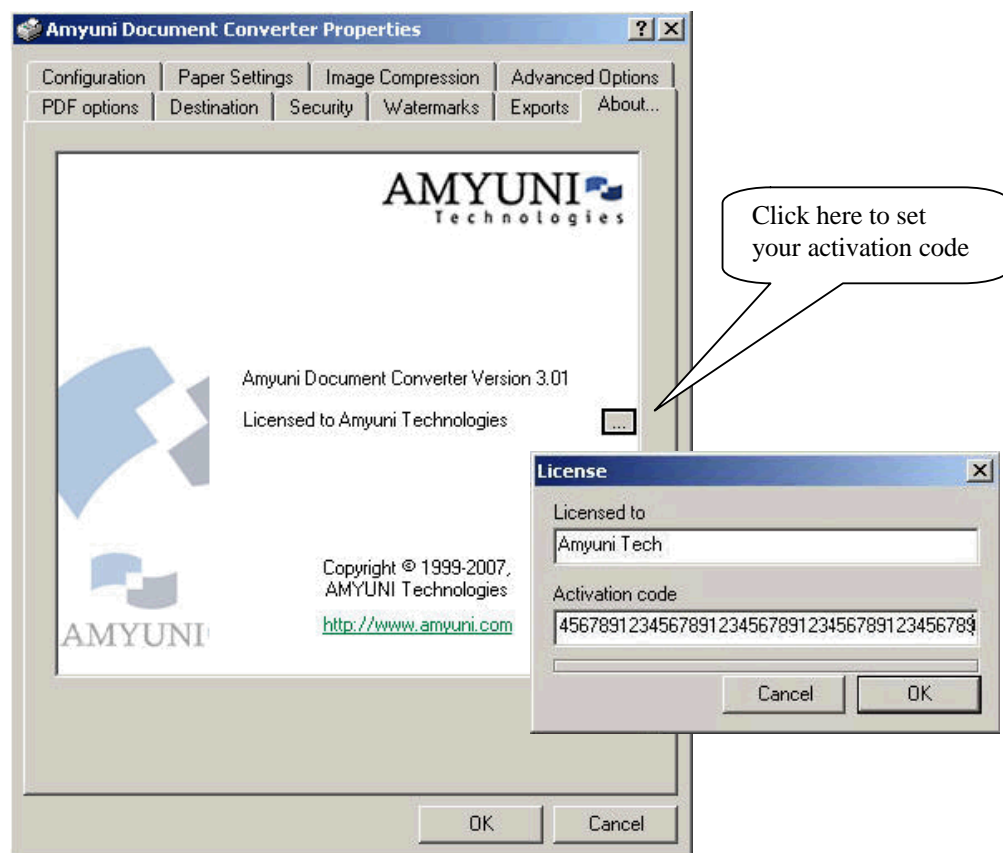 Amyuni Document Converter Properties
Configuration Paper Settings Image Compression Advanced Options
PDF options Destination Security Watermarks Exports About...
AMYUNI
Technologies
Click here to set
your activation code
Amyuni Document Converter Version 3.01
Licensed to Amyuni Technologies
...
Copyright © 1999-2007,
AMYUNI Technologies
http://www.amyuni.com
AMYUNI
License
Licensed to
Amyuni Tech
Activation code
456789123456789123456789123456789123456789
Cancel OK
OK Cancel